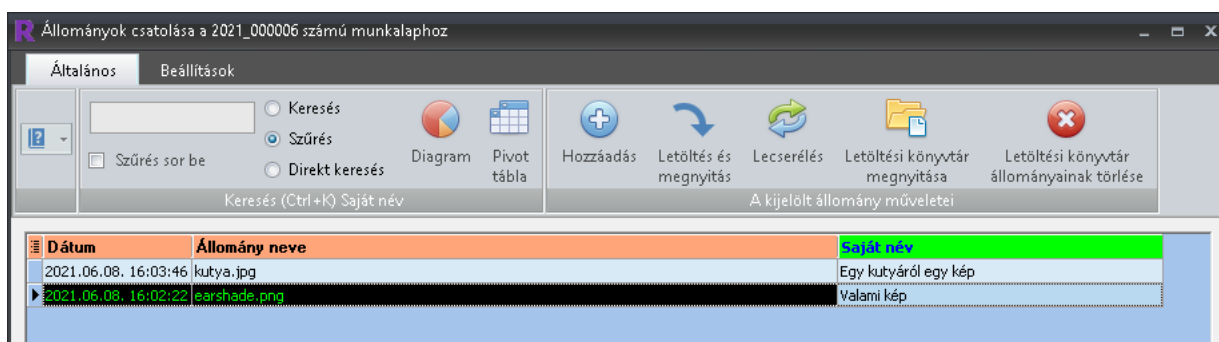 Állományok csatolása a 2021_000006 számú munkalaphoz
Általános Beállítások
Keresés
Szűrés
Direkt keresés
Szűrés sor be
Diagram
Pivot
tábla
Keresés (Ctrl+K) Saját név
Hozzáadás
Letöltés és
megnyitás
Lecserélés
Letöltési könyvtár
megnyitása
Letöltési könyvtár
állományainak törlése
A kijelölt állomány műveletei
Dátum Állomány neve Saját név
2021.06.08. 16:03:46 kutya.jpg Egy kutyáról egy kép
2021.06.08. 16:02:22 earshade.png Valami kép